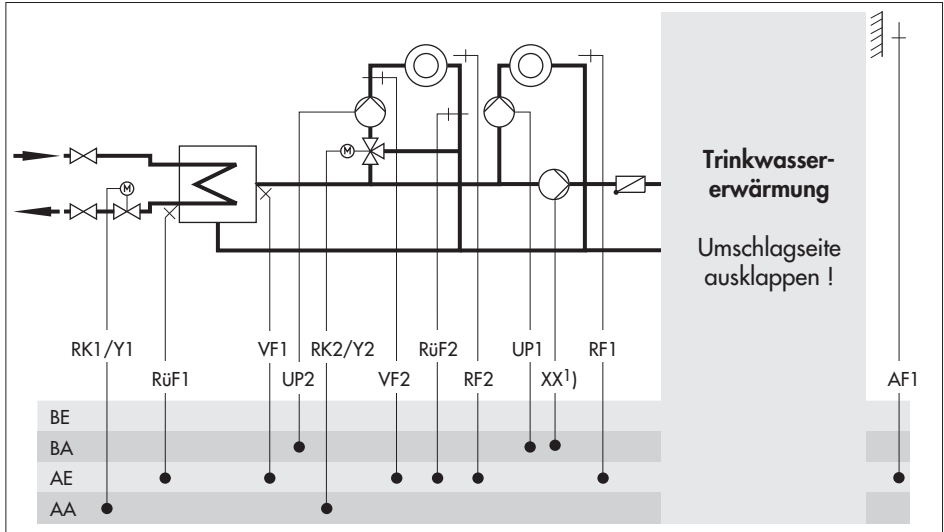 M
M
Trinkwasser-
erwärmung
Umschlagseite
ausklappen !
RK1/Y1
VF1
RK2/Y2
RüF2
UP1
RF1
RüF1
UP2
VF2
RF2
XX¹)
AF1
BE
BA
AE
AA